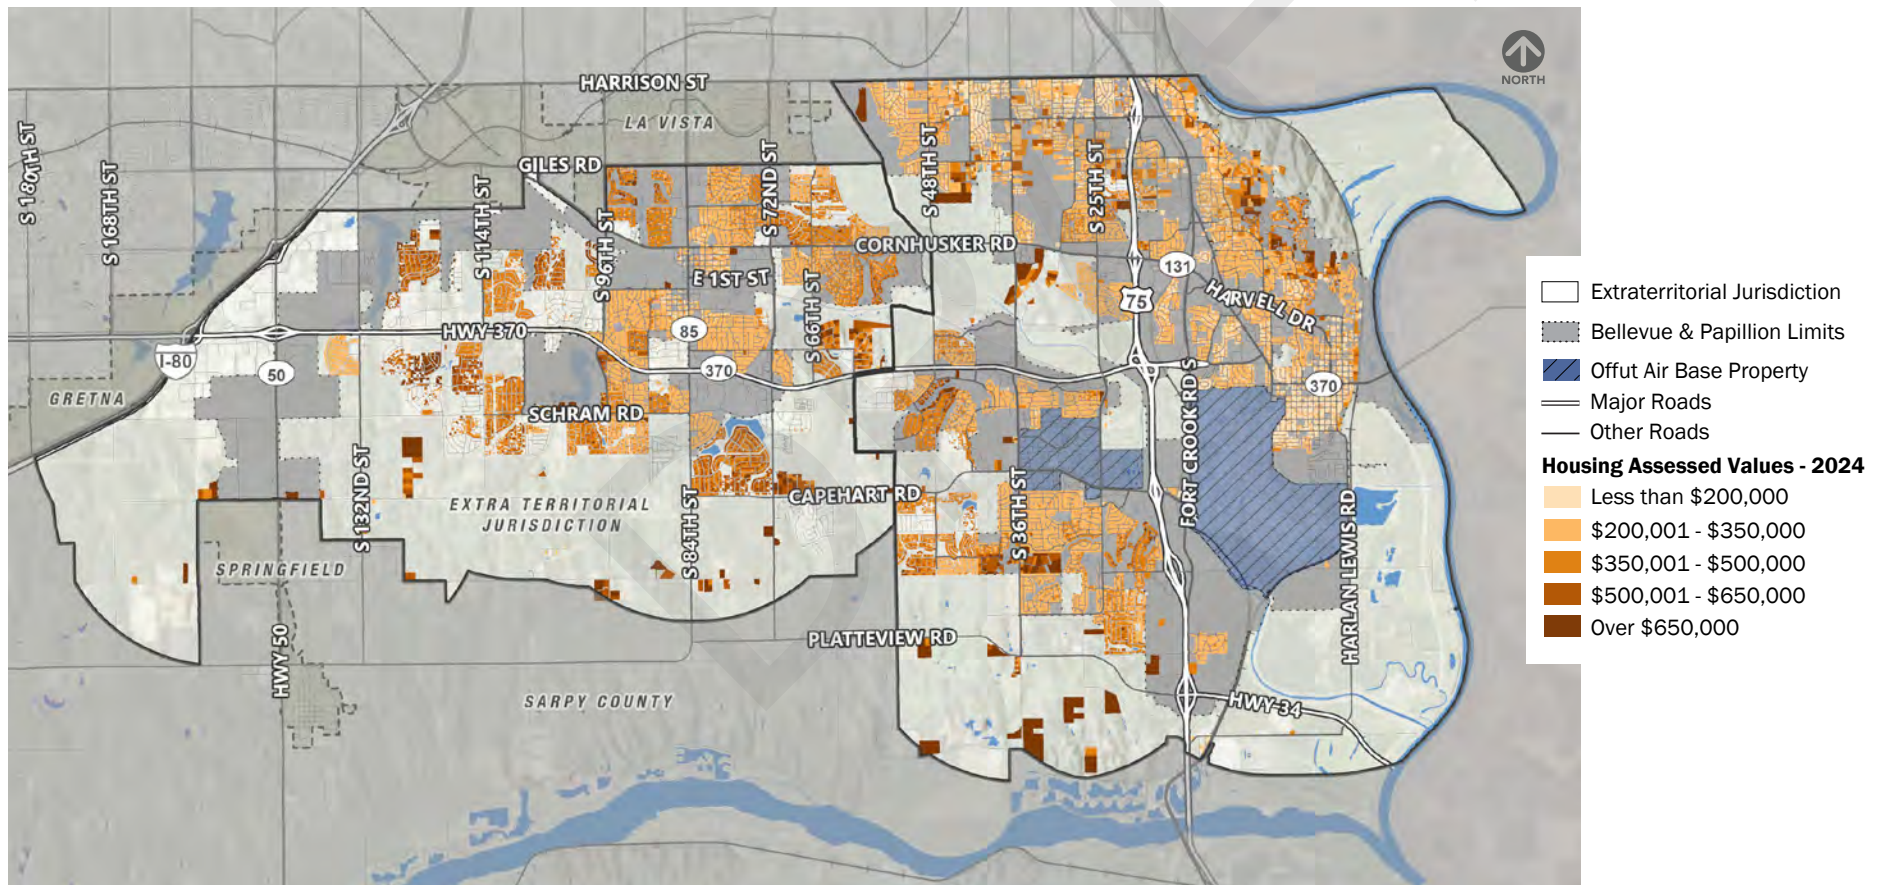 NORTH
HARRISON ST
LA VISTA
S 180TH ST
S 168TH ST
GILES RD
S 114TH ST
S 96TH ST
S 72ND ST
S 48TH ST
S 25TH ST
CORNHUSKER RD
E 1ST ST
S 66TH ST
131
75
HARVELL DR
HWY 370
85
I-80
50
370
370
GRETNA
SCHRAM RD
FORT CROOK RD S
S 132ND ST
EXTRA TERRITORIAL
JURISDICTION
S 84TH ST
CAPEHART RD
S 36TH ST
HARLAN LEWIS RD
SPRINGFIELD
HWY 50
PLATTEVIEW RD
SARPY COUNTY
HWY 34
Extraterritorial Jurisdiction
Bellevue & Papillion Limits
Offut Air Base Property
Major Roads
Other Roads
Housing Assessed Values - 2024
Less than $200,000
$200,001 - $350,000
$350,001 - $500,000
$500,001 - $650,000
Over $650,000